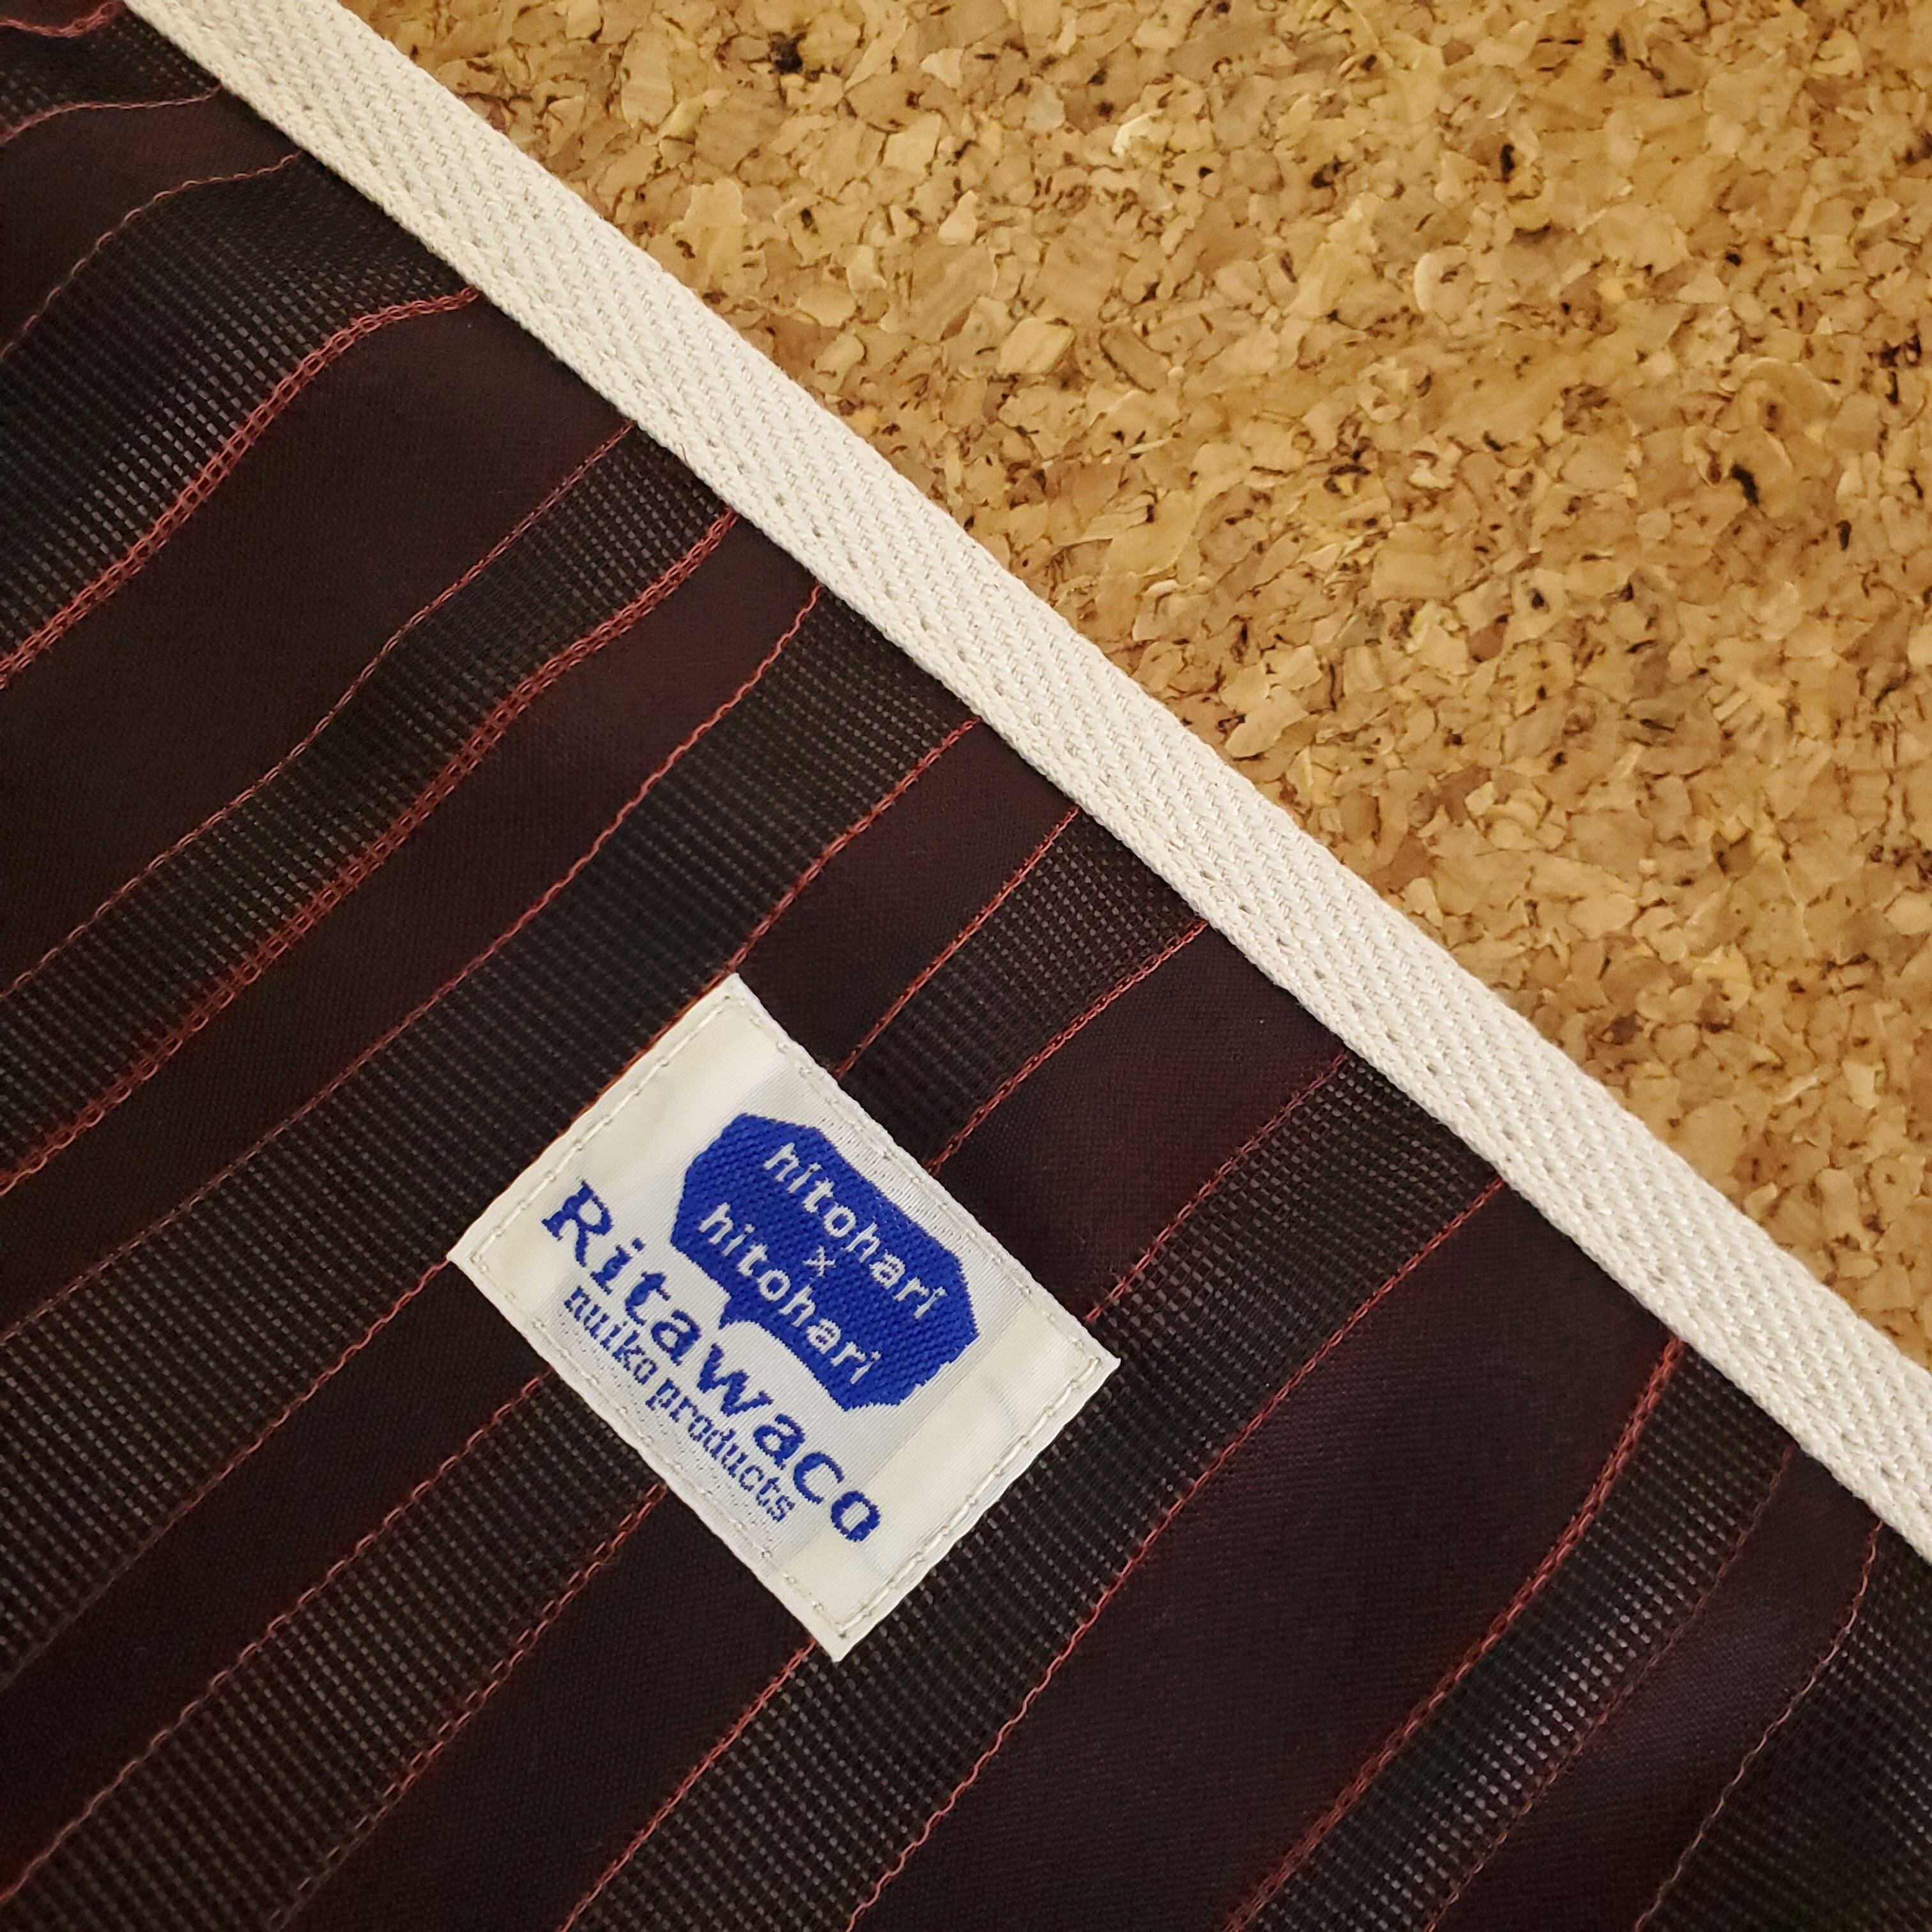 hitohari
×
hitohari
Ritawaco
nuiko products